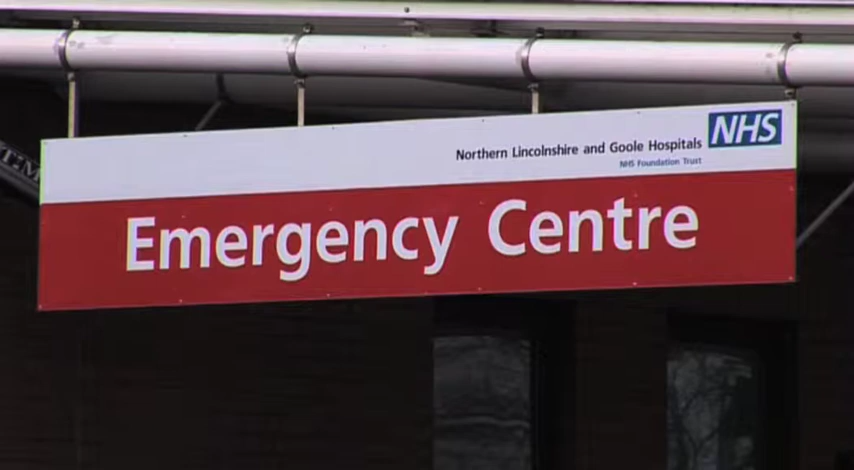 Northern Lincolnshire and Goole Hospitals NHS
NHS Foundation Trust
Emergency Centre